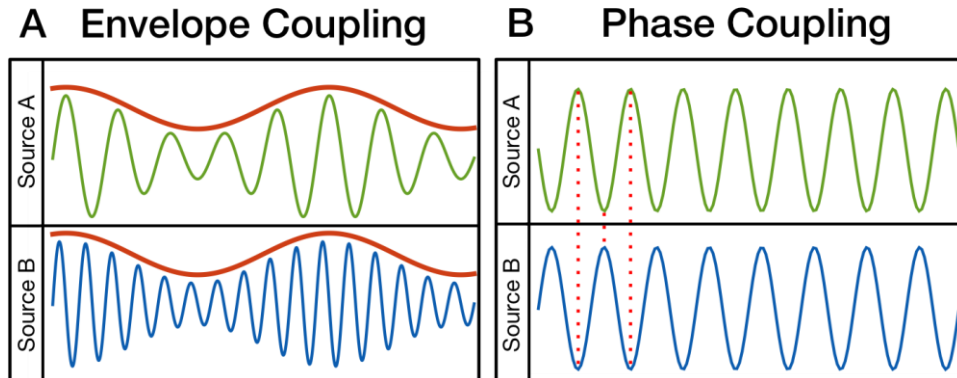 A Envelope Coupling
Source A
Source B
B Phase Coupling
Source A
Source B